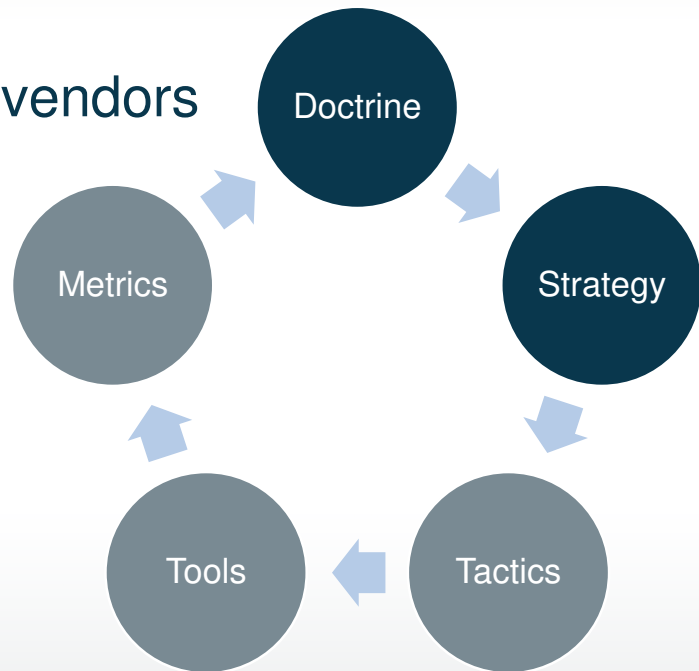 vendors
Doctrine
Strategy
Tactics
Tools
Metrics